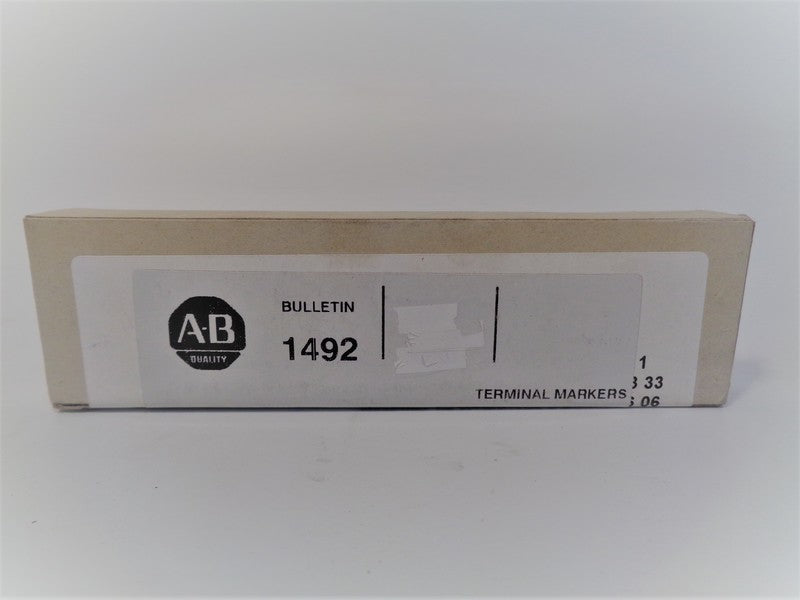 A-B
QUALITY
BULLETIN
1492
TERMINAL MARKERS
1
33
06